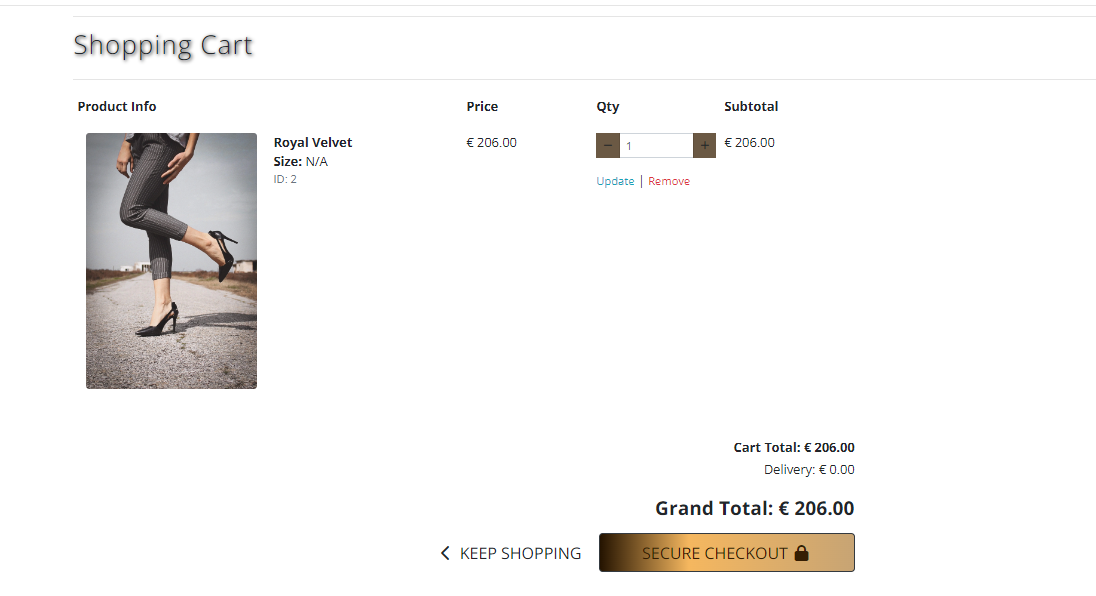 Shopping Cart
Product Info Price Qty Subtotal
Royal Velvet € 206.00 − 1 + € 206.00
Size: N/A
ID: 2 Update | Remove
Cart Total: € 206.00
Delivery: € 0.00
Grand Total: € 206.00
KEEP SHOPPING SECURE CHECKOUT